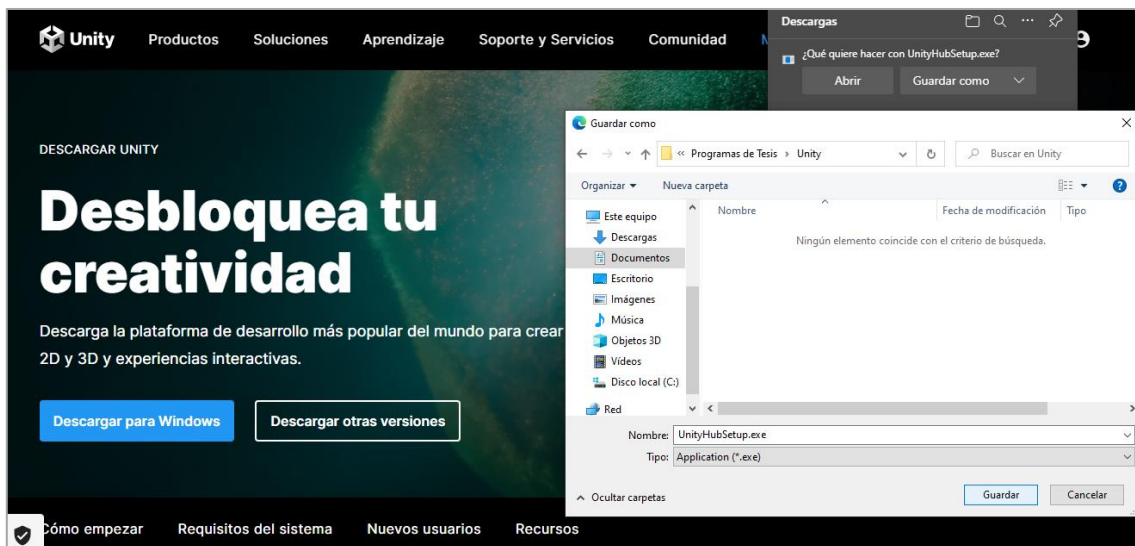 Unity
Productos
Soluciones
Aprendizaje
Soporte y Servicios
Comunidad
Descargas
¿Qué quiere hacer con UnityHubSetup.exe?
Abrir
Guardar como
DESCARGAR UNITY
Desbloquea tu
creatividad
Descarga la plataforma de desarrollo más popular del mundo para crear
2D y 3D y experiencias interactivas.
Descargar para Windows
Descargar otras versiones
Guardar como
« Programas de Tesis › Unity
Buscar en Unity
Organizar
Nueva carpeta
Este equipo
Descargas
Documentos
Escritorio
Imágenes
Música
Objetos 3D
Vídeos
Disco local (C:)
Red
Nombre
Fecha de modificación
Tipo
Ningún elemento coincide con el criterio de búsqueda.
Nombre: UnityHubSetup.exe
Tipo: Application (*.exe)
Ocultar carpetas
Guardar
Cancelar
Cómo empezar
Requisitos del sistema
Nuevos usuarios
Recursos